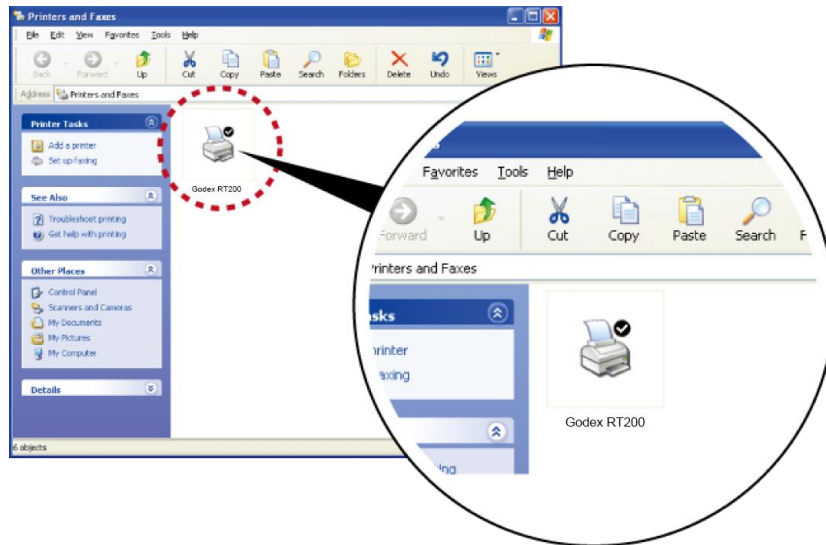 Printers and Faxes
File Edit View Favorites Tools Help
Back Forward Up Cut Copy Paste Search Folders Delete Undo Views
Address Printers and Faxes
Printer Tasks
Add a printer
Set up faxing
See Also
Troubleshoot printing
Get help with printing
Other Places
Control Panel
Scanners and Cameras
My Documents
My Pictures
My Computer
Details
6 objects
Godex RT200
Favorites Tools Help
Forward Up Cut Copy Paste Search F
Printers and Faxes
sks
printer
axing
ing
Godex RT200